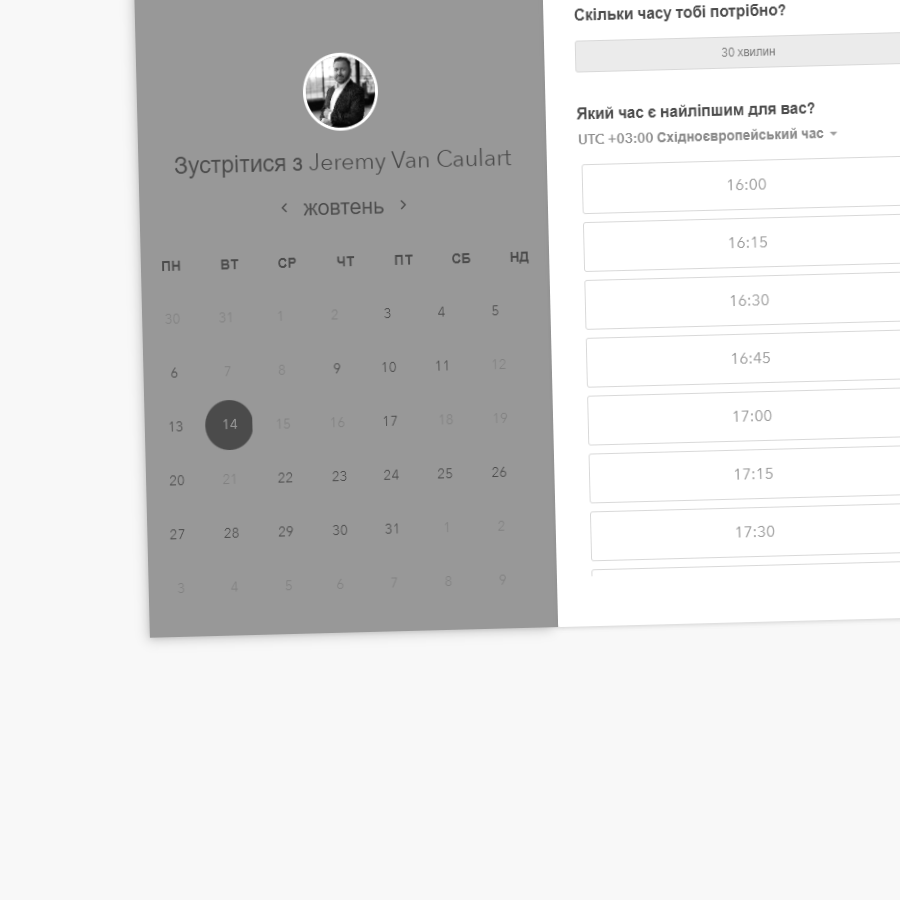 Зустрітися з Jeremy Van Caulart
жовтень
ПН ВТ СР ЧТ ПТ СБ НД
30 31 1 2 3 4 5
6 7 8 9 10 11 12
13 14 15 16 17 18 19
20 21 22 23 24 25 26
27 28 29 30 31 1 2
3 4 5 6 7 8 9
Скільки часу тобі потрібно?
30 хвилин
Який час є найліпшим для вас?
UTC +03:00 Східноєвропейський час
16:00
16:15
16:30
16:45
17:00
17:15
17:30